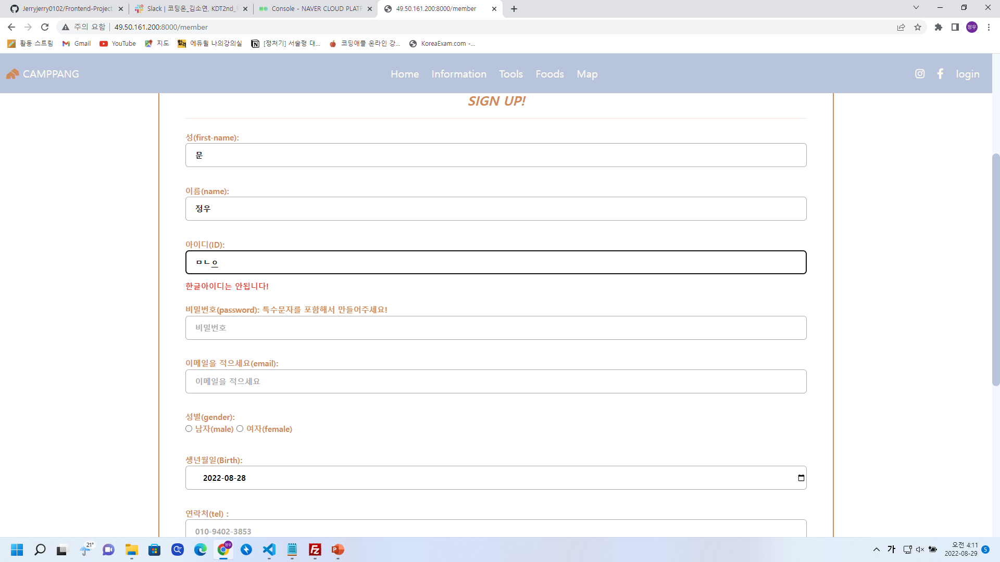 Jerryjerry0102/Frontend-Project
Slack | 코딩온_김소연, KDT2nd_
Console - NAVER CLOUD PLATF
49.50.161.200:8000/member
주의 요함 | 49.50.161.200:8000/member
정우
활동 스트림
Gmail
YouTube
지도
합격
에듀윌 나의강의실
[정처기] 서술형 대...
코딩애플 온라인 강...
KoreaExam.com -...
CAMPPANG
Home Information Tools Foods Map
login
SIGN UP!
성(first-name):
문
이름(name):
정우
아이디(ID):
ㅁㄴㅇ
한글아이디는 안됩니다!
비밀번호(password): 특수문자를 포함해서 만들어주세요!
비밀번호
이메일을 적으세요(email):
이메일을 적으세요
성별(gender):
남자(male) 여자(female)
생년월일(Birth):
2022-08-28
연락처(tel) :
010-9402-3853
21°
정우
가
오전 4:11
2022-08-29
5